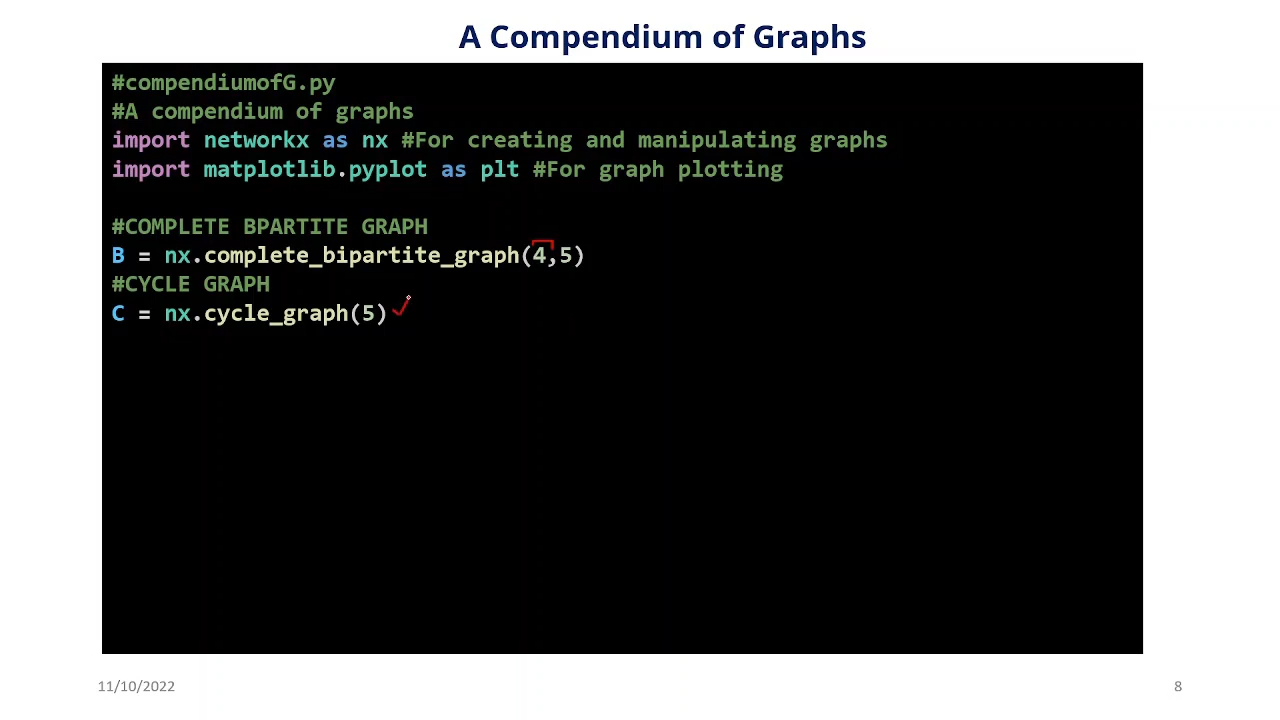 A Compendium of Graphs
#compendiumofG.py
#A compendium of graphs
import networkx as nx #For creating and manipulating graphs
import matplotlib.pyplot as plt #For graph plotting
#COMPLETE BPARTITE GRAPH
B = nx.complete_bipartite_graph(4,5)
#CYCLE GRAPH
C = nx.cycle_graph(5)
11/10/2022
8